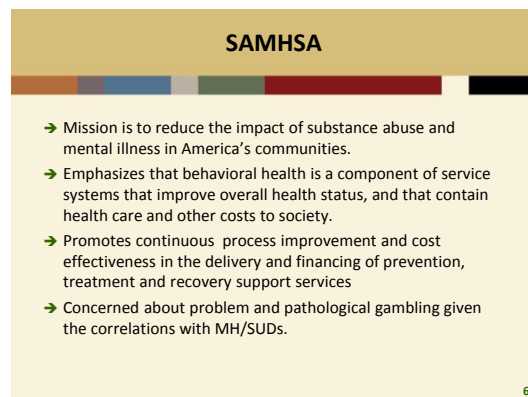 SAMHSA
→ Mission is to reduce the impact of substance abuse and
mental illness in America’s communities.
→ Emphasizes that behavioral health is a component of service
systems that improve overall health status, and that contain
health care and other costs to society.
→ Promotes continuous process improvement and cost
effectiveness in the delivery and financing of prevention,
treatment and recovery support services
→ Concerned about problem and pathological gambling given
the correlations with MH/SUDs.
6